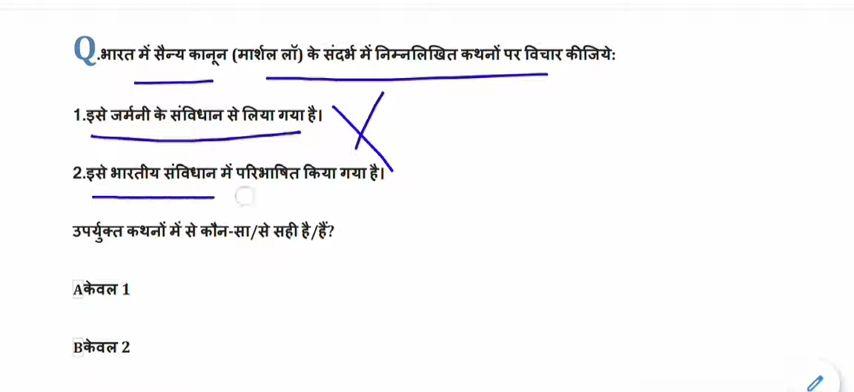 Q.भारत में सैन्य कानून (मार्शल लॉ) के संदर्भ में निम्नलिखित कथनों पर विचार कीजिये:
1.इसे जर्मनी के संविधान से लिया गया है।
2.इसे भारतीय संविधान में परिभाषित किया गया है।
उपर्युक्त कथनों में से कौन-सा/से सही है/हैं?
Aकेवल 1
Bकेवल 2